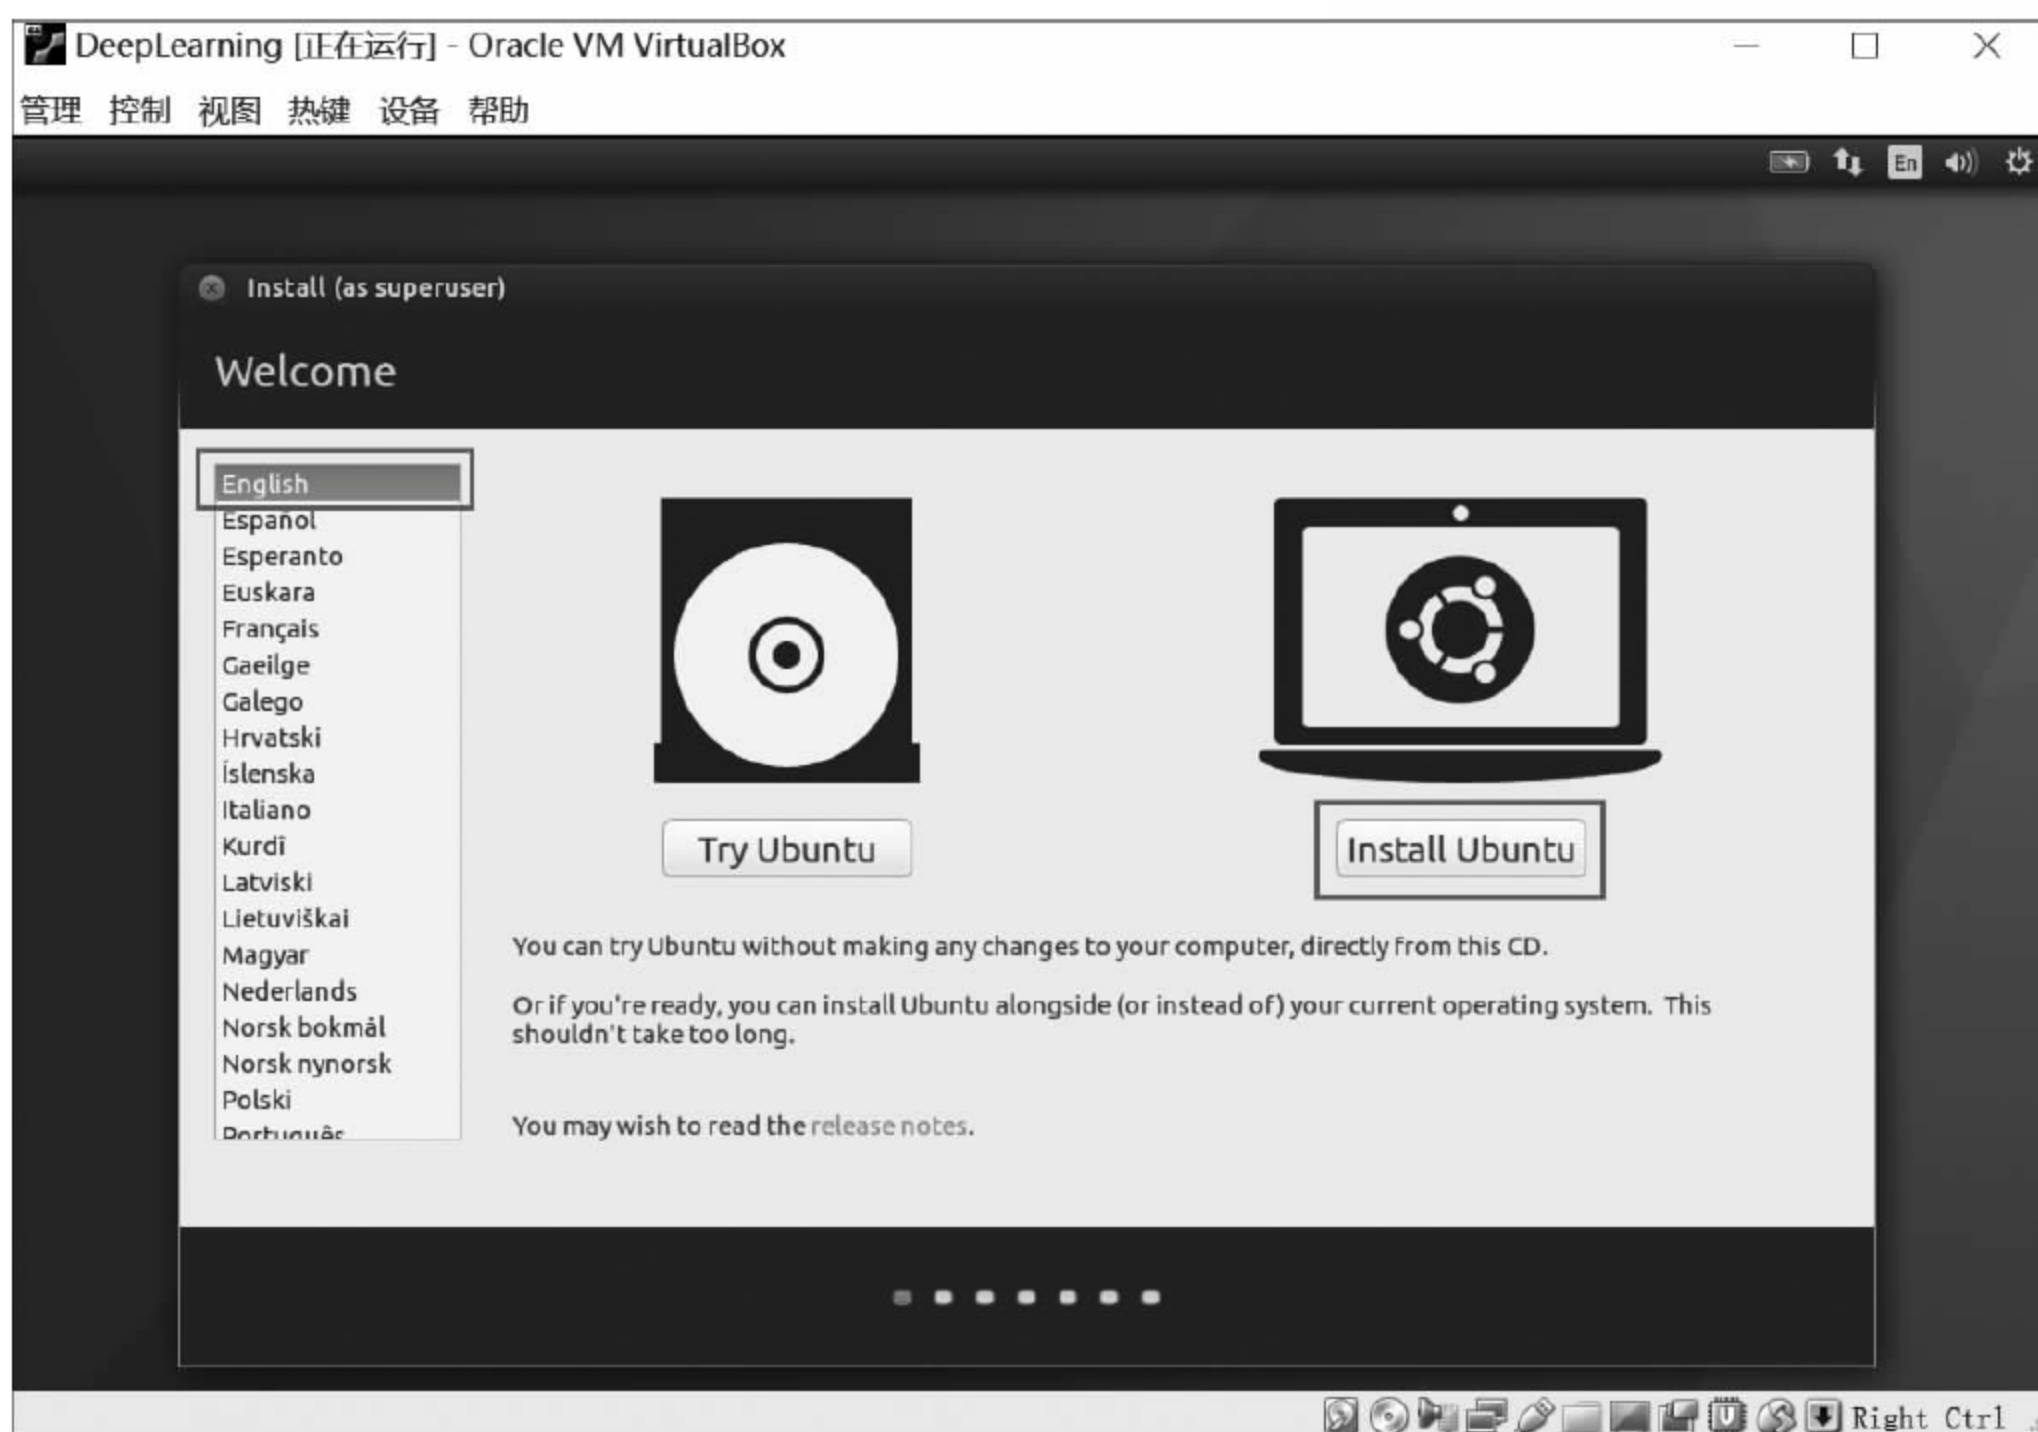 DeepLearning [正在运行] - Oracle VM VirtualBox
管理 控制 视图 热键 设备 帮助
En
Install (as superuser)
Welcome
English
Español
Esperanto
Euskara
Français
Gaeilge
Galego
Hrvatski
Íslenska
Italiano
Kurdî
Latviski
Lietuviškai
Magyar
Nederlands
Norsk bokmål
Norsk nynorsk
Polski
Português
Try Ubuntu
Install Ubuntu
You can try Ubuntu without making any changes to your computer, directly from this CD.
Or if you're ready, you can install Ubuntu alongside (or instead of) your current operating system. This
shouldn't take too long.
You may wish to read the release notes.
Right Ctrl